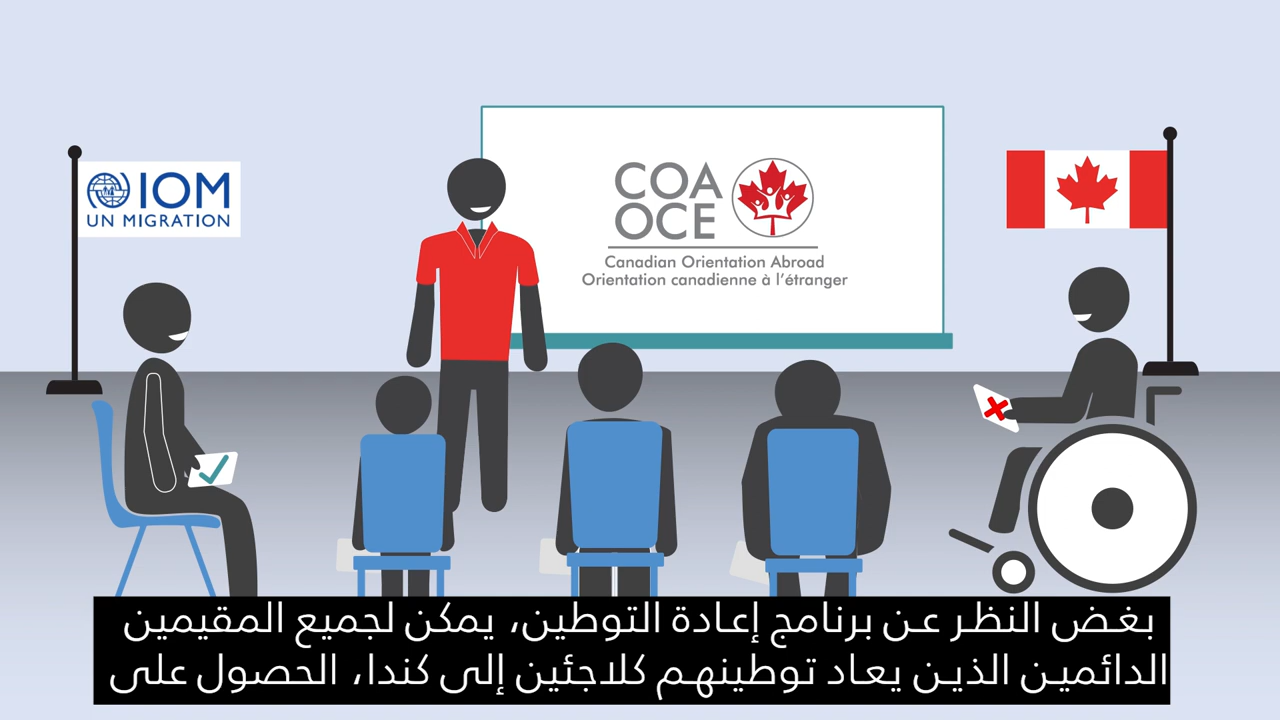 IOM
UN MIGRATION
COA
OCE
Canadian Orientation Abroad
Orientation canadienne à l'étranger
بغض النظر عن برنامج إعادة التوطين، يمكن لجميع المقيمين
الدائمين الذين يعاد توطينهم كلاجئين إلى كندا، الحصول على